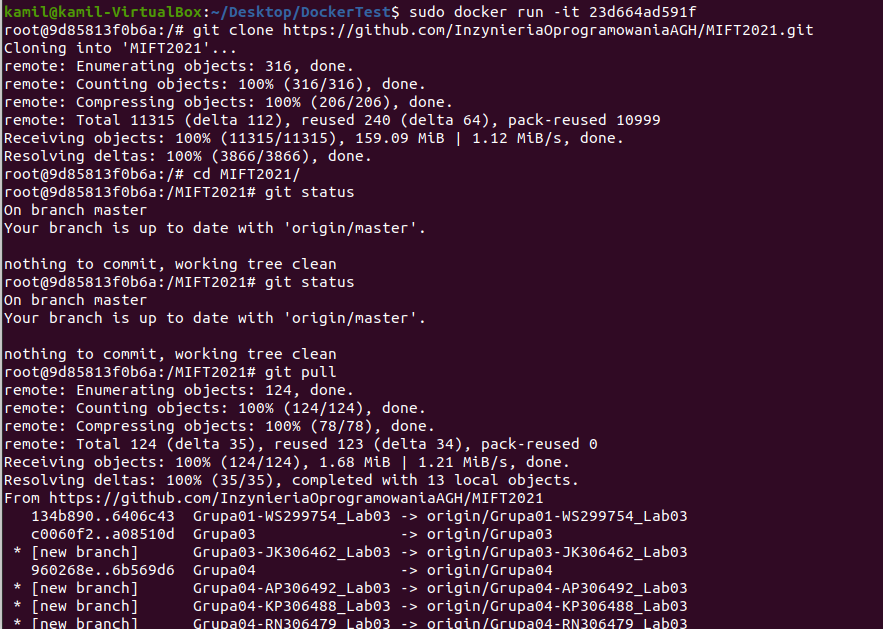 kamil@kamil-VirtualBox:~/Desktop/DockerTest$ sudo docker run -it 23d664ad591f
root@9d85813f0b6a:/# git clone https://github.com/InzynieriaOprogramowaniaAGH/MIFT2021.git
Cloning into 'MIFT2021'...
remote: Enumerating objects: 316, done.
remote: Counting objects: 100% (316/316), done.
remote: Compressing objects: 100% (206/206), done.
remote: Total 11315 (delta 112), reused 240 (delta 64), pack-reused 10999
Receiving objects: 100% (11315/11315), 159.09 MiB | 1.12 MiB/s, done.
Resolving deltas: 100% (3866/3866), done.
root@9d85813f0b6a:/# cd MIFT2021/
root@9d85813f0b6a:/MIFT2021# git status
On branch master
Your branch is up to date with 'origin/master'.

nothing to commit, working tree clean
root@9d85813f0b6a:/MIFT2021# git status
On branch master
Your branch is up to date with 'origin/master'.

nothing to commit, working tree clean
root@9d85813f0b6a:/MIFT2021# git pull
remote: Enumerating objects: 124, done.
remote: Counting objects: 100% (124/124), done.
remote: Compressing objects: 100% (78/78), done.
remote: Total 124 (delta 35), reused 123 (delta 34), pack-reused 0
Receiving objects: 100% (124/124), 1.68 MiB | 1.21 MiB/s, done.
Resolving deltas: 100% (35/35), completed with 13 local objects.
From https://github.com/InzynieriaOprogramowaniaAGH/MIFT2021
   134b890..6406c43  Grupa01-WS299754_Lab03 -> origin/Grupa01-WS299754_Lab03
   c0060f2..a08510d  Grupa03                -> origin/Grupa03
 * [new branch]      Grupa03-JK306462_Lab03 -> origin/Grupa03-JK306462_Lab03
   960268e..6b569d6  Grupa04                -> origin/Grupa04
 * [new branch]      Grupa04-AP306492_Lab03 -> origin/Grupa04-AP306492_Lab03
 * [new branch]      Grupa04-KP306488_Lab03 -> origin/Grupa04-KP306488_Lab03
 * [new branch]      Grupa04-RN306479_Lab03 -> origin/Grupa04-RN306479_Lab03